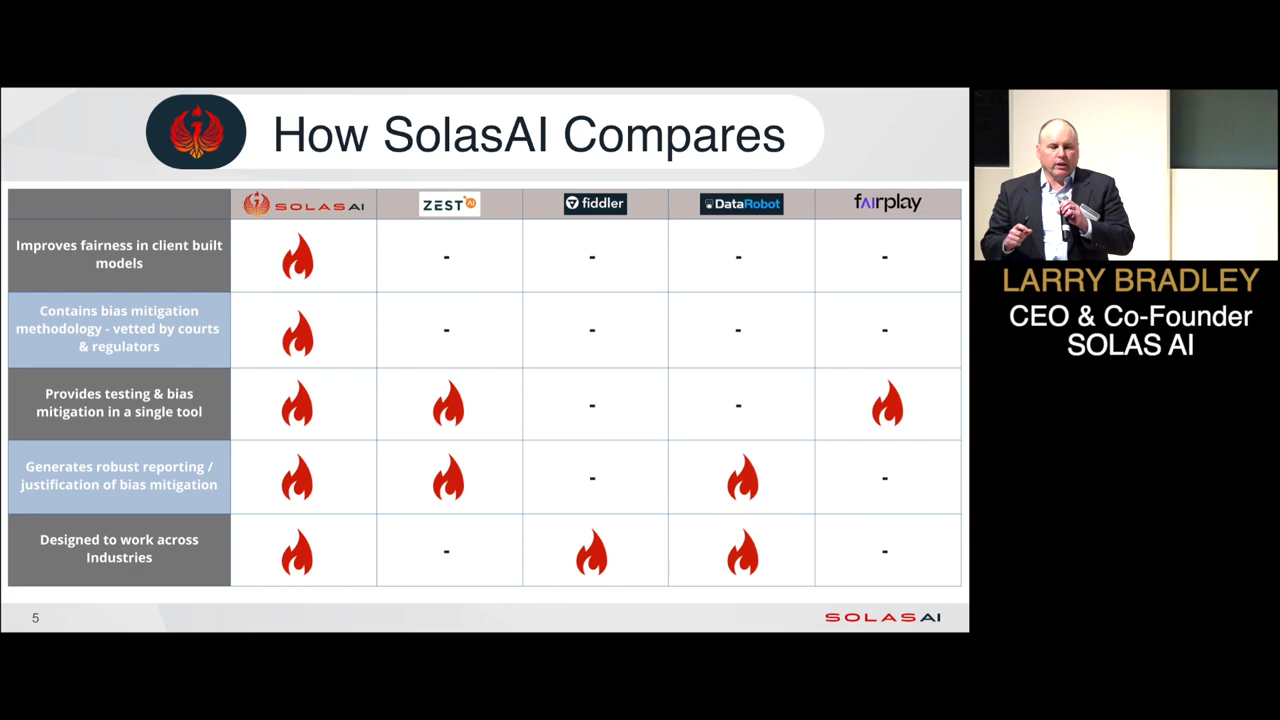 How SolasAI Compares
SOLASAI
ZEST AI
fiddler
DataRobot
fairplay
Improves fairness in client built
models
-
-
-
-
Contains bias mitigation
methodology - vetted by courts
& regulators
-
-
-
-
Provides testing & bias
mitigation in a single tool
-
-
Generates robust reporting /
justification of bias mitigation
-
-
Designed to work across
Industries
-
-
5
SOLASAI
LARRY BRADLEY
CEO & Co-Founder
SOLAS AI